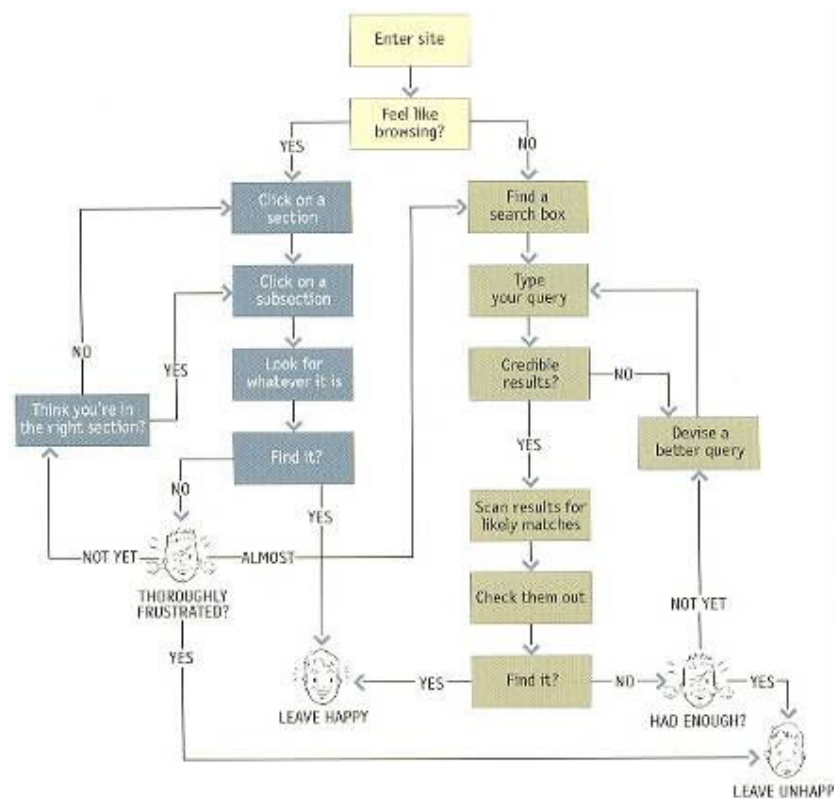 Enter site
Feel like
browsing?
YES
NO
Click on a
section
Find a
search box
Click on a
subsection
Type
your query
NO
YES
Look for
whatever it is
Credible
results?
NO
Think you're in
the right section?
Devise a
better query
YES
Find it?
NO
YES
Scan results for
likely matches
NOT YET
ALMOST
THOROUGHLY
FRUSTRATED?
Check them out
NOT YET
YES
Find it?
YES
NO
YES
LEAVE HAPPY
HAD ENOUGH?
LEAVE UNHAPP